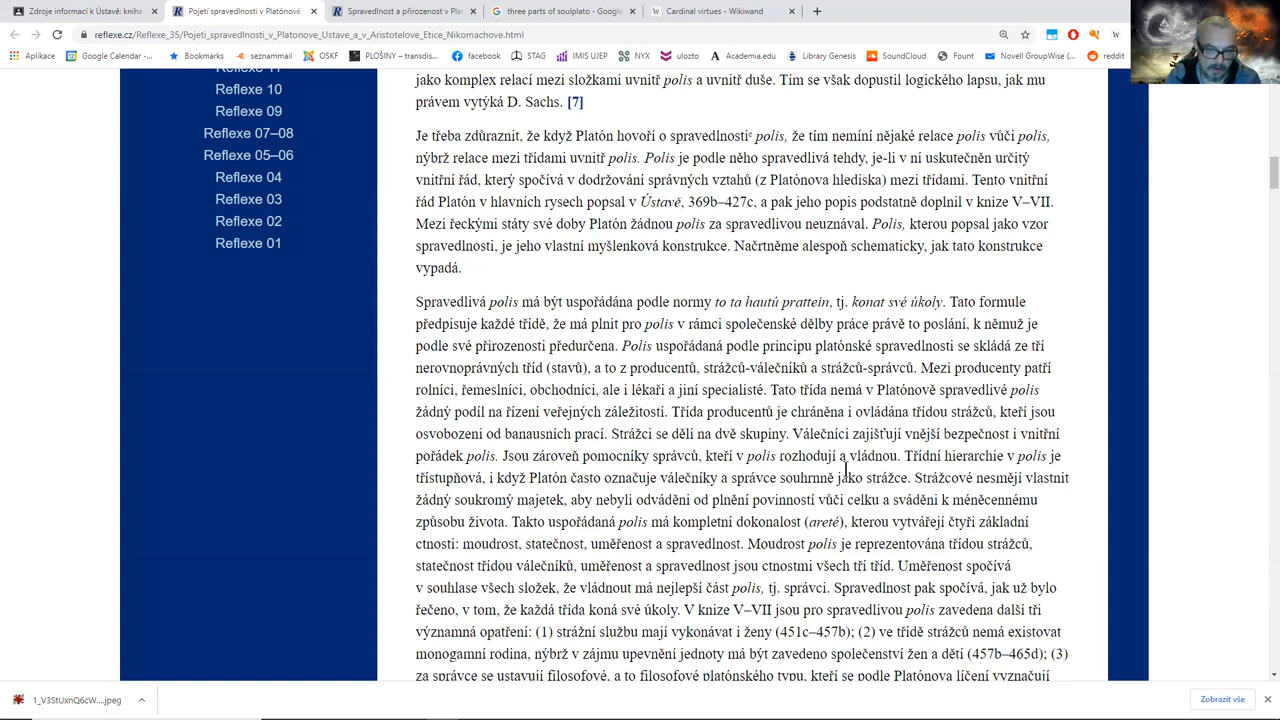 Zdroje informací k Ústavě: kniha
Pojetí spravedlnosti v Platónově
Spravedlnost a přirozenost v Plat
three parts of soulplato - Google
Cardinal virtues - Wikiwand
reflexe.cz/Reflexe_35/Pojeti_spravedlnosti_v_Platonove_Ustave_a_v_Aristotelove_Etice_Nikomachove.html
Aplikace
Google Calendar -...
Bookmarks
seznammail
OSKF
PLOŠINY – transdis...
facebook
STAG
IMIS UJEP
NYX
ulozto
Academia.edu
Library Genesis
SoundCloud
Fount
Novell GroupWise (...
reddit
Reflexe 11
Reflexe 10
Reflexe 09
Reflexe 07–08
Reflexe 05–06
Reflexe 04
Reflexe 03
Reflexe 02
Reflexe 01
jako komplex relací mezi složkami uvnitř polis a uvnitř duše. Tím se však dopustil logického lapsu, jak mu
právem vytýká D. Sachs. [7]
Je třeba zdůraznit, že když Platón hovoří o spravedlnostiᶜ polis, že tím nemíní nějaké relace polis vůči polis,
nýbrž relace mezi třídami uvnitř polis. Polis je podle něho spravedlivá tehdy, je-li v ní uskutečněn určitý
vnitřní řád, který spočívá v dodržování správných vztahů (z Platónova hlediska) mezi třídami. Tento vnitřní
řád Platón v hlavních rysech popsal v Ústavě, 369b–427c, a pak jeho popis podstatně doplnil v knize V–VII.
Mezi řeckými státy své doby Platón žádnou polis za spravedlivou neuznával. Polis, kterou popsal jako vzor
spravedlnosti, je jeho vlastní myšlenková konstrukce. Načrtněme alespoň schematicky, jak tato konstrukce
vypadá.
Spravedlivá polis má být uspořádána podle normy to ta hautú prattein, tj. konat své úkoly. Tato formule
předpisuje každé třídě, že má plnit pro polis v rámci společenské dělby práce právě to poslání, k němuž je
podle své přirozenosti předurčena. Polis uspořádaná podle principu platónské spravedlnosti se skládá ze tří
nerovnoprávných tříd (stavů), a to z producentů, strážců-válečníků a strážců-správců. Mezi producenty patří
rolníci, řemeslníci, obchodníci, ale i lékaři a jiní specialisté. Tato třída nemá v Platónově spravedlivé polis
žádný podíl na řízení veřejných záležitostí. Třída producentů je chráněna i ovládána třídou strážců, kteří jsou
osvobozeni od banausních prací. Strážci se dělí na dvě skupiny. Válečníci zajišťují vnější bezpečnost i vnitřní
pořádek polis. Jsou zároveň pomocníky správců, kteří v polis rozhodují a vládnou. Třídní hierarchie v polis je
třístupňová, i když Platón často označuje válečníky a správce souhrnně jako strážce. Strážcové nesmějí vlastnit
žádný soukromý majetek, aby nebyli odváděni od plnění povinností vůči celku a sváděni k méněcennému
způsobu života. Takto uspořádaná polis má kompletní dokonalost (areté), kterou vytvářejí čtyři základní
ctnosti: moudrost, statečnost, uměřenost a spravedlnost. Moudrost polis je reprezentována třídou strážců,
statečnost třídou válečníků, uměřenost a spravedlnost jsou ctnostmi všech tří tříd. Uměřenost spočívá
v souhlase všech složek, že vládnout má nejlepší část polis, tj. správci. Spravedlnost pak spočívá, jak už bylo
řečeno, v tom, že každá třída koná své úkoly. V knize V–VII jsou pro spravedlivou polis zavedena další tři
významná opatření: (1) strážní službu mají vykonávat i ženy (451c–457b); (2) ve třídě strážců nemá existovat
monogamní rodina, nýbrž v zájmu upevnění jednoty má být zavedeno společenství žen a dětí (457b–465d); (3)
za správce se ustavují filosofové, a to filosofové platónského typu, kteří se podle Platónova líčení vyznačují
1_V3StUxnQ6cW....jpeg
Zobrazit vše